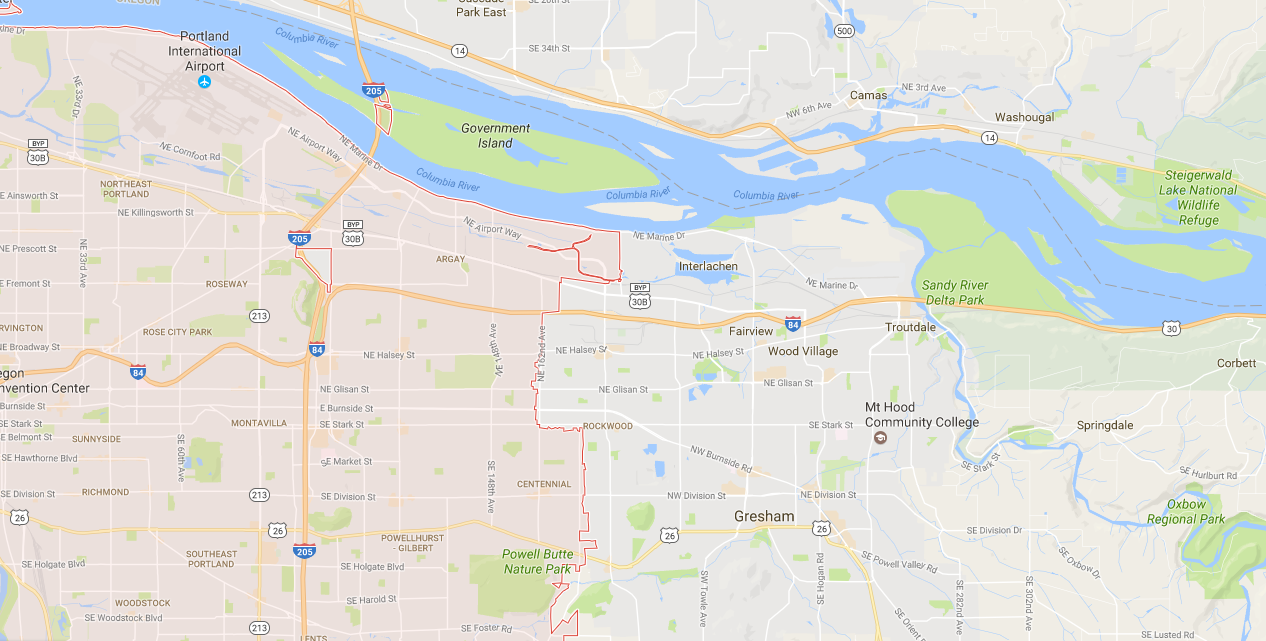 OREGON
Cascade
Park East
SE 34th St
14
500
Portland
International
Airport
Columbia River
205
Camas
NE 3rd Ave
NW 6th Ave
Washougal
14
NE 33rd Dr
Government
Island
BYP
30B
NE Cornfoot Rd
NE Airport Way
NE Marine Dr
Columbia River
Columbia River
Columbia River
Steigerwald
Lake National
Wildlife
Refuge
NORTHEAST
PORTLAND
E Ainsworth St
NE Killingsworth St
205
BYP
30B
NE Airport Way
NE Marine Dr
NE Prescott St
NE 33rd Ave
ARGAY
Interlachen
E Fremont St
ROSEWAY
BYP
30B
NE Marine Dr
Sandy River
Delta Park
213
ROSE CITY PARK
NE 148th Ave
NE 162nd Ave
Fairview
84
Troutdale
30
NE Broadway St
84
84
NE Halsey St
NE Halsey St
NE Halsey St
Wood Village
Corbett
NE Glisan St
NE Glisan St
NE Glisan St
E Burnside St
Burnside St
SE Stark St
SE Stark St
MONTAVILLA
ROCKWOOD
SE Stark St
Mt Hood
Community College
Springdale
E Belmont St
SUNNYSIDE
SE Hawthorne Blvd
SE 60th Ave
SE Market St
SE 148th Ave
NW Burnside Rd
SE Stark St
SE Hurlburt Rd
RICHMOND
CENTENNIAL
SE Division St
213
SE Division St
NW Division St
NE Division St
Oxbow
Regional Park
26
26
Gresham
26
26
SE Division Dr
205
POWELLHURST
- GILBERT
SOUTHEAST
PORTLAND
Powell Butte
Nature Park
SE Holgate Blvd
SE Holgate Blvd
SW Towle Ave
SE Hogan Rd
SE Powell Valley Rd
SE Oxbow Dr
SE 282nd Ave
SE 302nd Ave
WOODSTOCK
SE Harold St
SE Woodstock Blvd
213
LENTS
SE Foster Rd
SE Orient
SE Lusted Rd